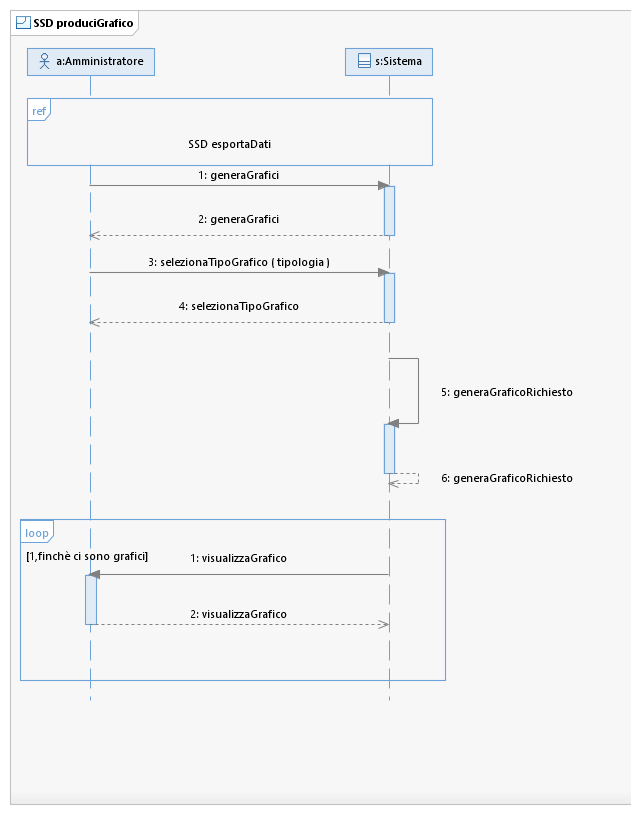 SSD produciGrafico
a:Amministratore
s:Sistema
ref
SSD esportaDati
1: generaGrafici
2: generaGrafici
3: selezionaTipoGrafico ( tipologia )
4: selezionaTipoGrafico
5: generaGraficoRichiesto
6: generaGraficoRichiesto
loop
[1,finchè ci sono grafici]
1: visualizzaGrafico
2: visualizzaGrafico